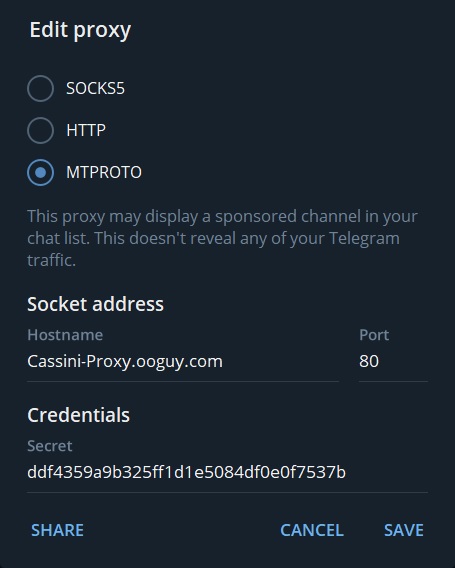 Edit proxy
SOCKS5
HTTP
MTPROTO
This proxy may display a sponsored channel in your
chat list. This doesn't reveal any of your Telegram
traffic.
Socket address
Hostname Port
Cassini-Proxy.ooguy.com 80
Credentials
Secret
ddf4359a9b325ff1d1e5084df0e0f7537b
SHARE CANCEL SAVE